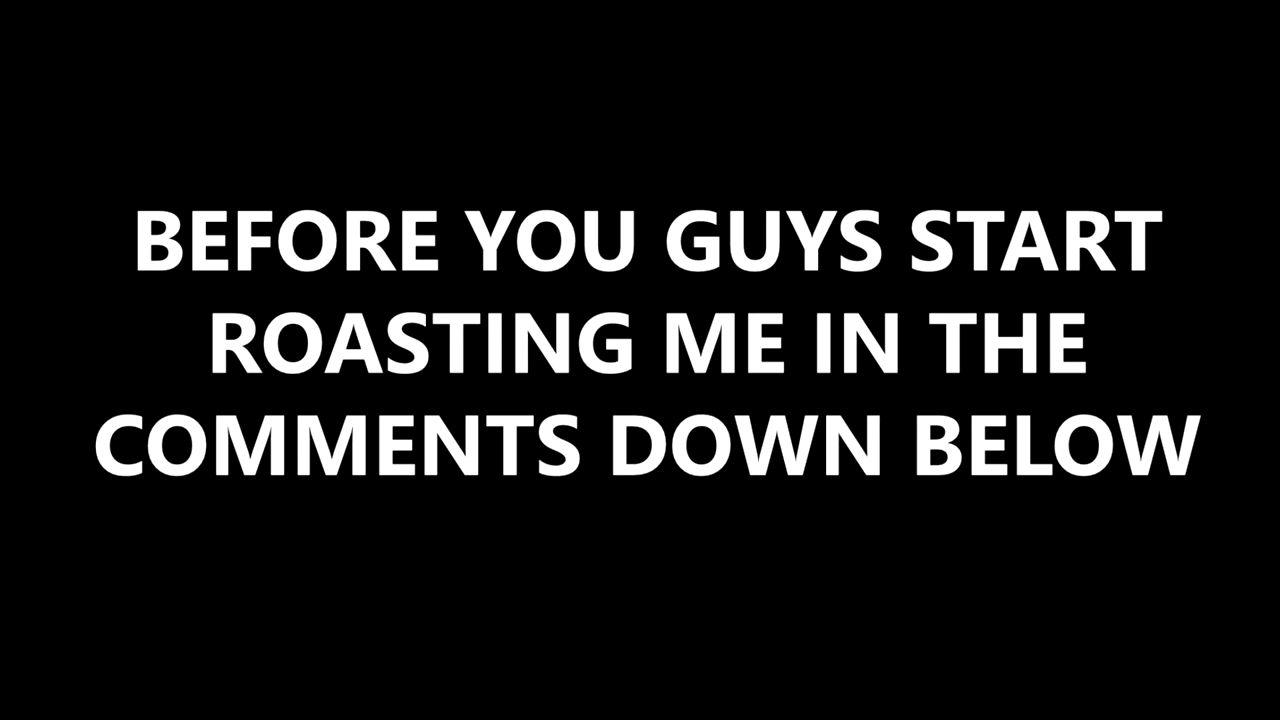 BEFORE YOU GUYS START
ROASTING ME IN THE
COMMENTS DOWN BELOW